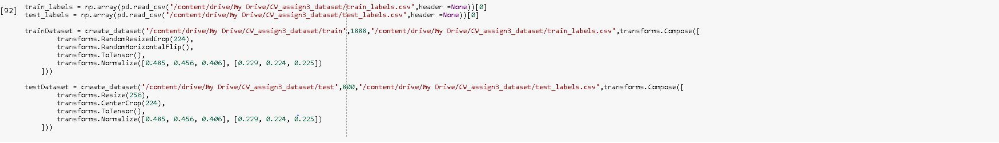 [92]
train_labels = np.array(pd.read_csv('/content/drive/My Drive/CV_assign3_dataset/train_labels.csv',header =None))[0]
test_labels = np.array(pd.read_csv('/content/drive/My Drive/CV_assign3_dataset/test_labels.csv',header =None))[0]
trainDataset = create_dataset('/content/drive/My Drive/CV_assign3_dataset/train',1888,'/content/drive/My Drive/CV_assign3_dataset/train_labels.csv',transforms.Compose([
transforms.RandomResizedCrop(224),
transforms.RandomHorizontalFlip(),
transforms.ToTensor(),
transforms.Normalize([0.485, 0.456, 0.406], [0.229, 0.224, 0.225])
]))
testDataset = create_dataset('/content/drive/My Drive/CV_assign3_dataset/test',800,'/content/drive/My Drive/CV_assign3_dataset/test_labels.csv',transforms.Compose([
transforms.Resize(256),
transforms.CenterCrop(224),
transforms.ToTensor(),
transforms.Normalize([0.485, 0.456, 0.406], [0.229, 0.224, 0.225])
]))